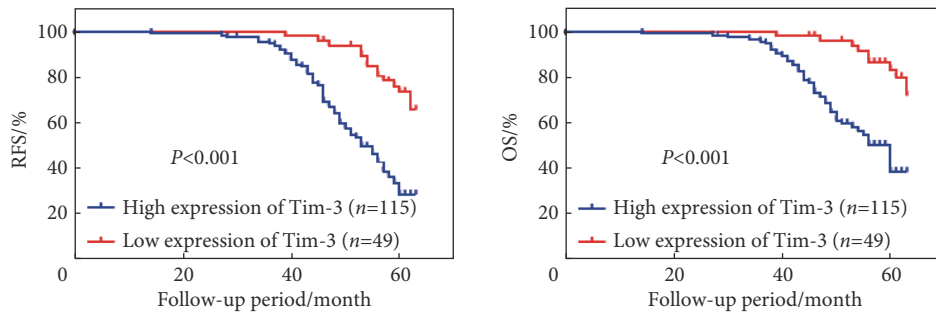 100
80
60
40
20
0
RFS/%
P<0.001
High expression of Tim-3 (n=115)
Low expression of Tim-3 (n=49)
20
40
60
Follow-up period/month
100
80
60
40
20
0
OS/%
P<0.001
High expression of Tim-3 (n=115)
Low expression of Tim-3 (n=49)
20
40
60
Follow-up period/month